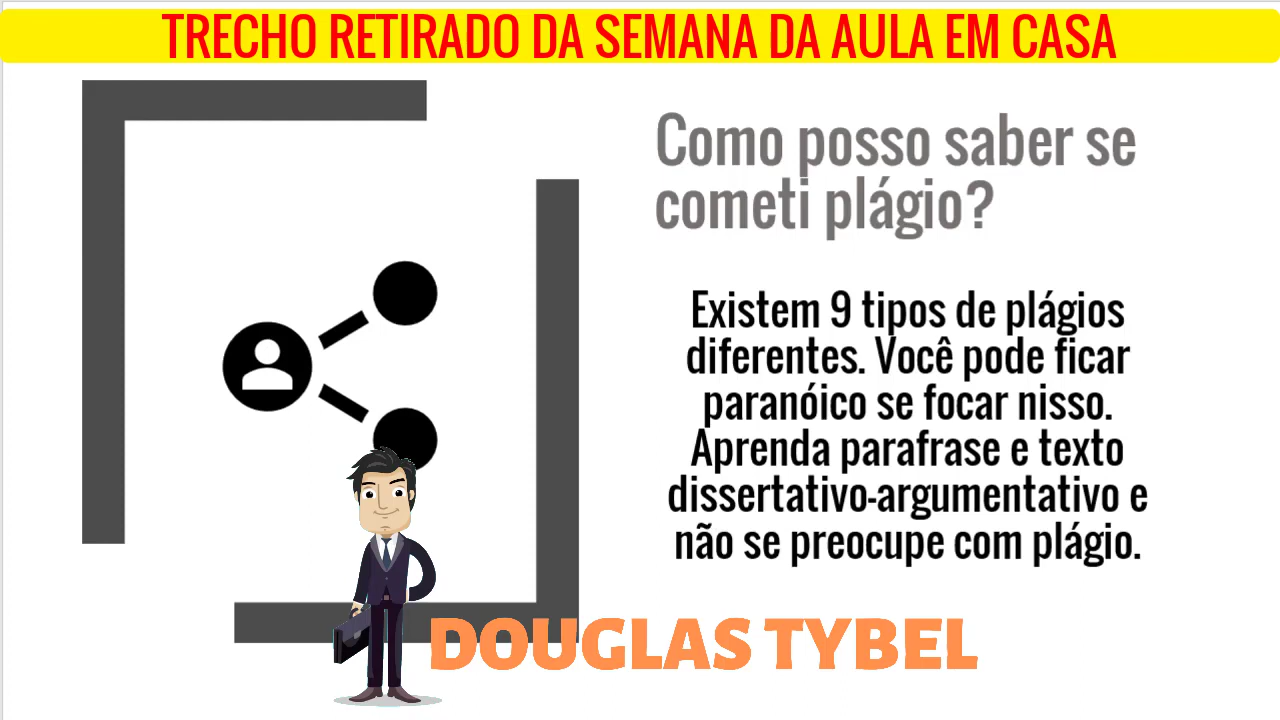 TRECHO RETIRADO DA SEMANA DA AULA EM CASA
Como posso saber se
cometi plágio?
Existem 9 tipos de plágios
diferentes. Você pode ficar
paranóico se focar nisso.
Aprenda parafrase e texto
dissertativo-argumentativo e
não se preocupe com plágio.
DOUGLAS TYBEL